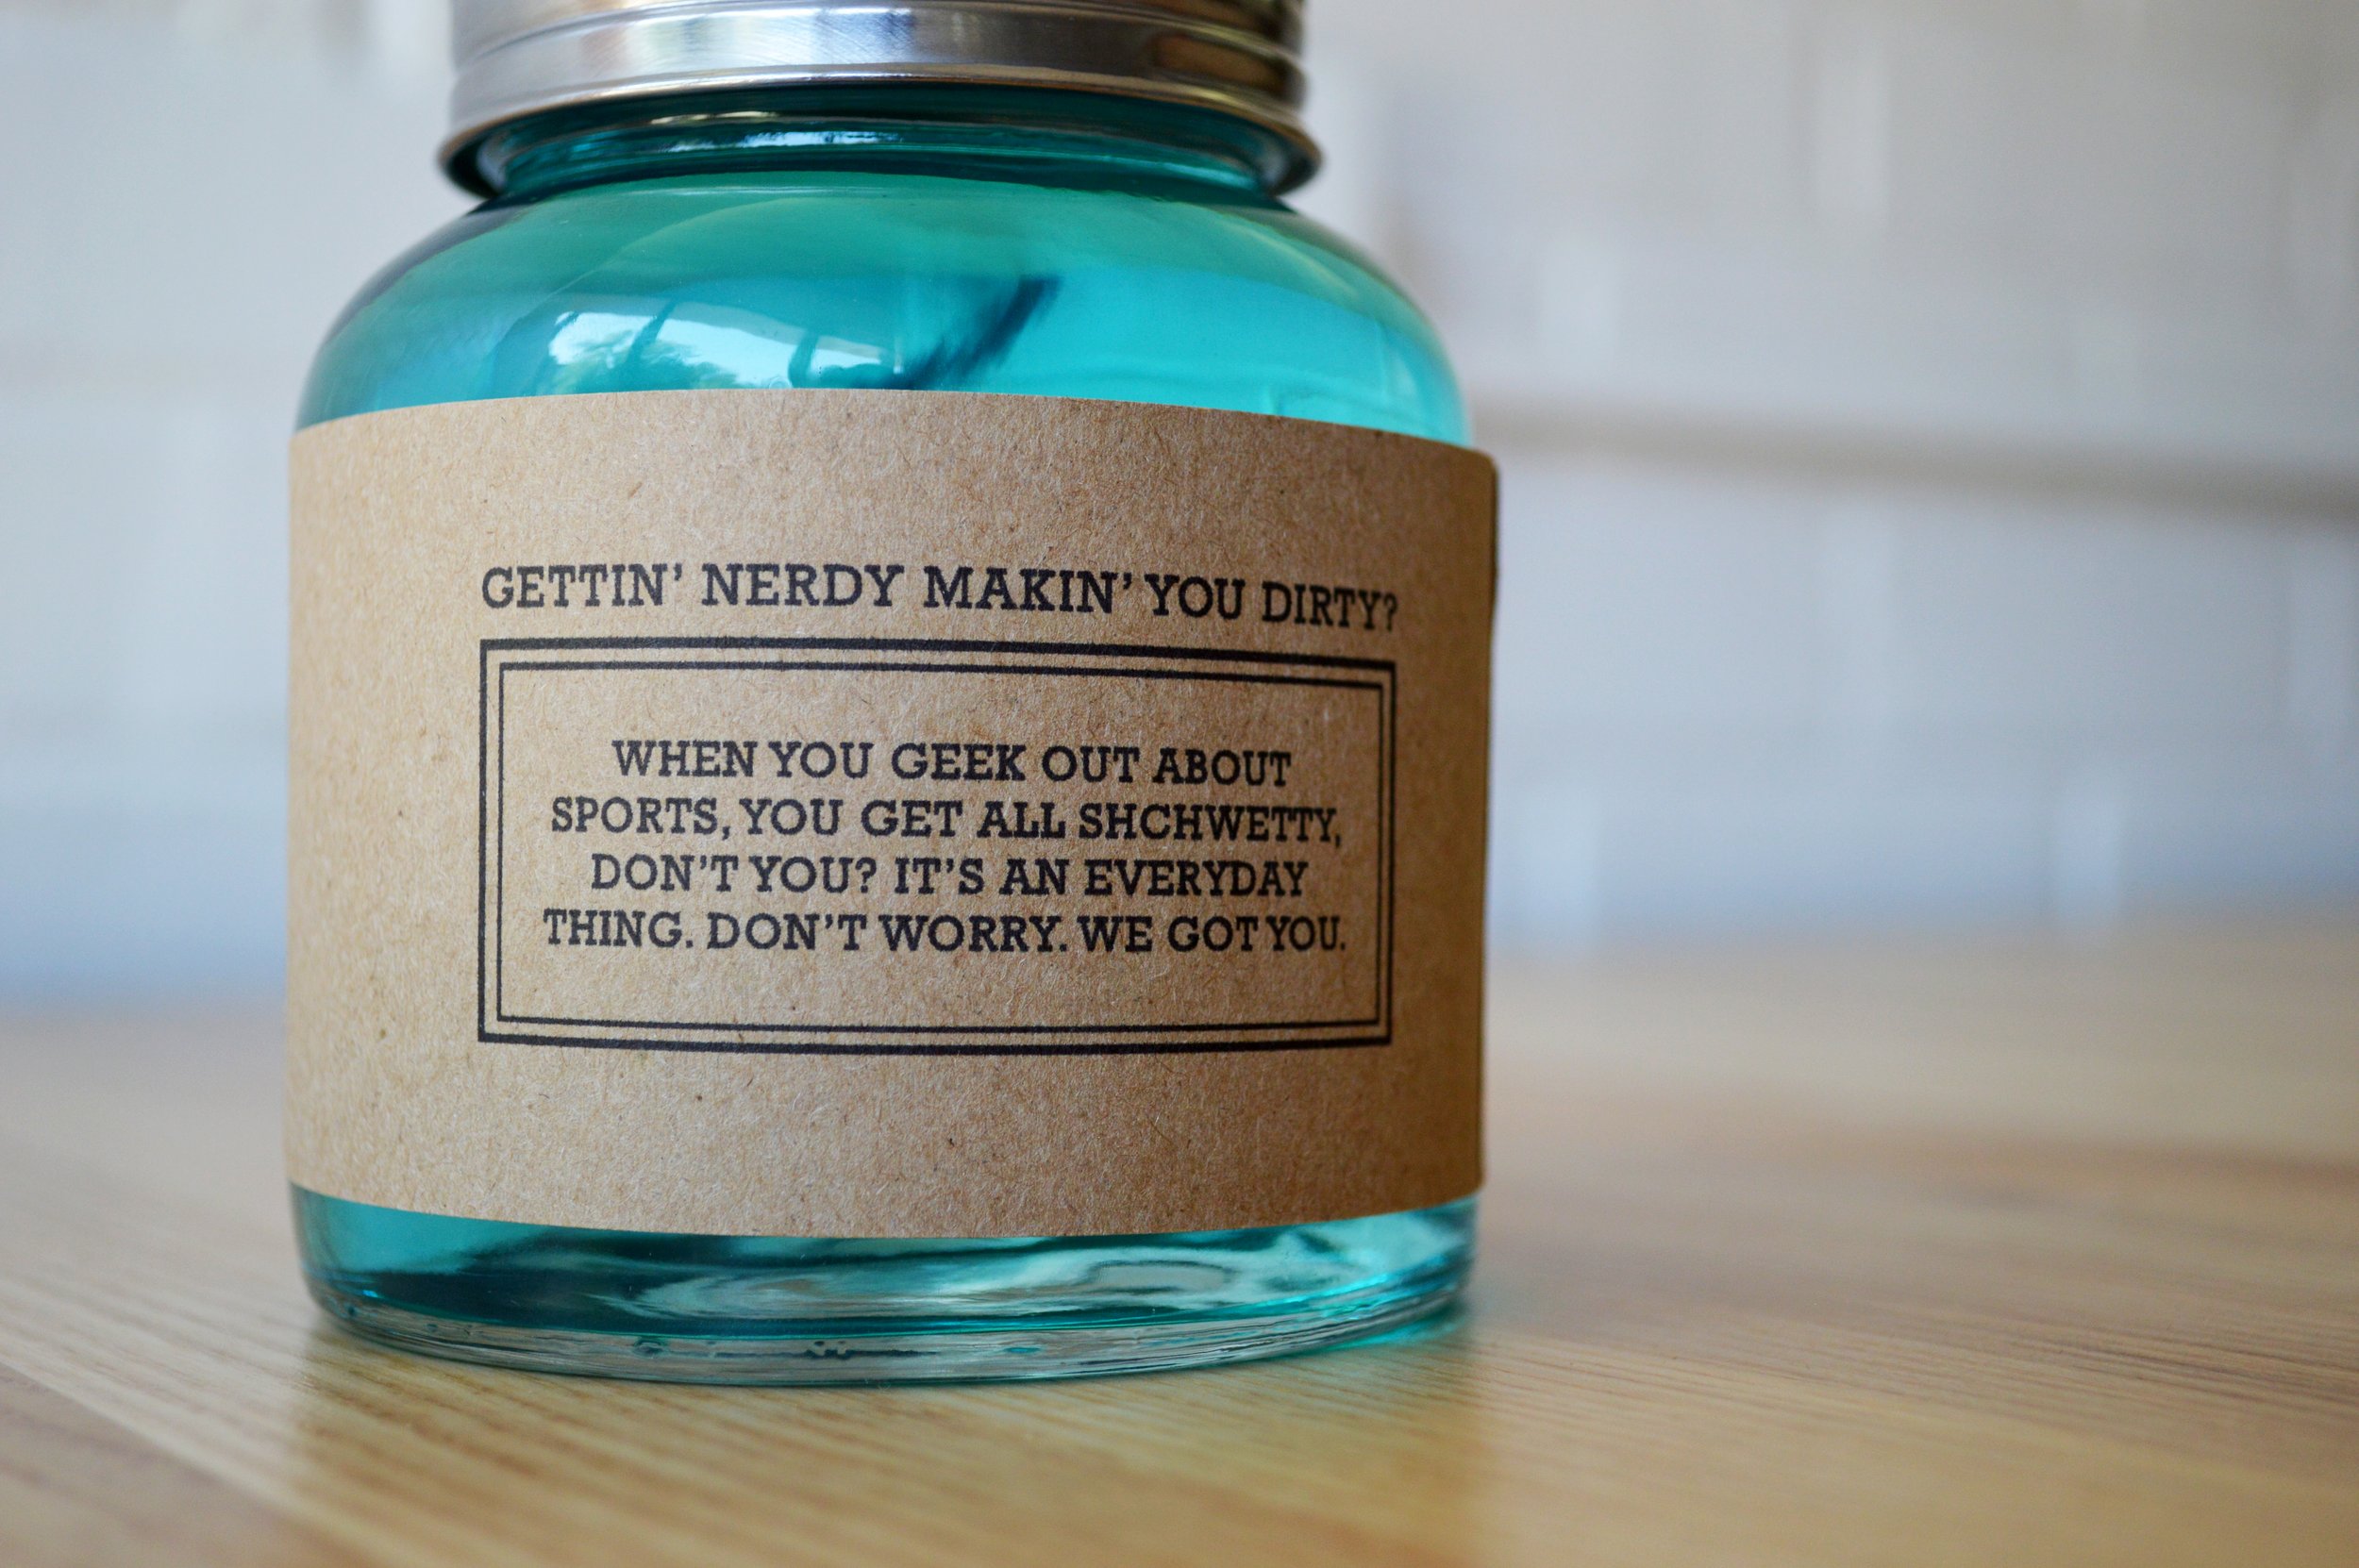 GETTIN' NERDY MAKIN' YOU DIRTY?
WHEN YOU GEEK OUT ABOUT
SPORTS, YOU GET ALL SHCHWETTY,
DON'T YOU? IT'S AN EVERYDAY
THING. DON'T WORRY. WE GOT YOU.